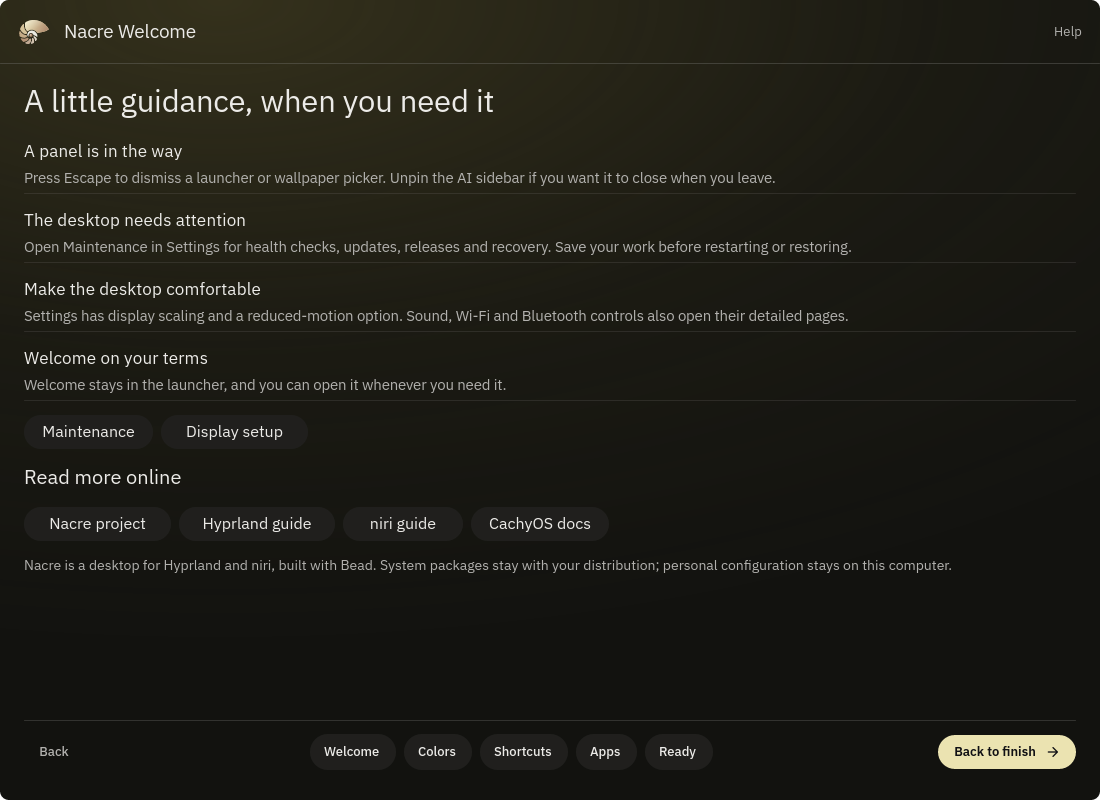 Nacre Welcome
Help
A little guidance, when you need it
A panel is in the way
Press Escape to dismiss a launcher or wallpaper picker. Unpin the AI sidebar if you want it to close when you leave.
The desktop needs attention
Open Maintenance in Settings for health checks, updates, releases and recovery. Save your work before restarting or restoring.
Make the desktop comfortable
Settings has display scaling and a reduced-motion option. Sound, Wi-Fi and Bluetooth controls also open their detailed pages.
Welcome on your terms
Welcome stays in the launcher, and you can open it whenever you need it.
Maintenance
Display setup
Read more online
Nacre project
Hyprland guide
niri guide
CachyOS docs
Nacre is a desktop for Hyprland and niri, built with Bead. System packages stay with your distribution; personal configuration stays on this computer.
Back
Welcome
Colors
Shortcuts
Apps
Ready
Back to finish